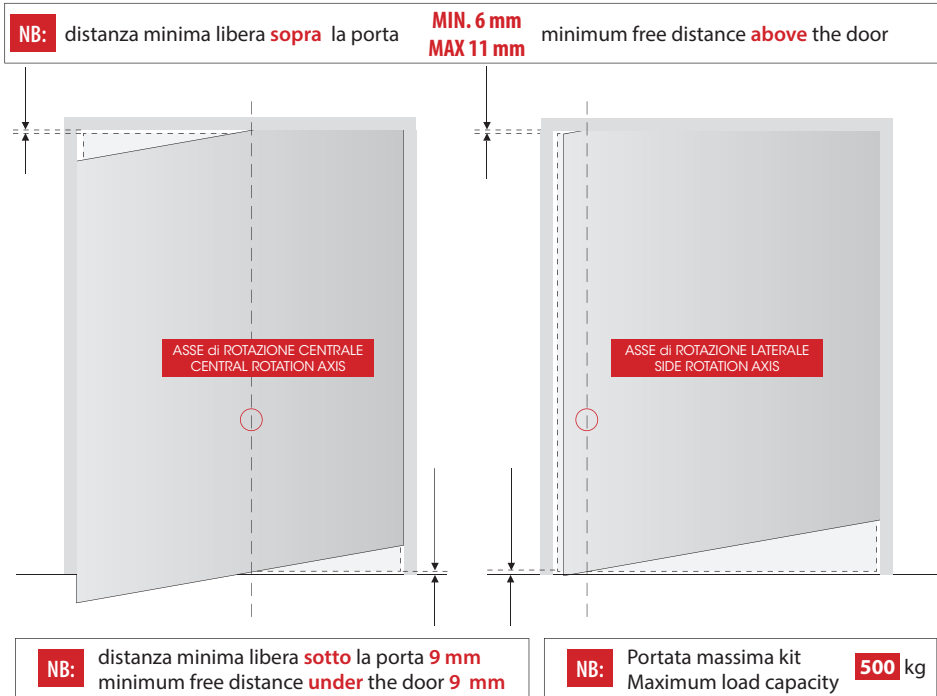 NB: distanza minima libera sopra la porta MIN. 6 mm MAX 11 mm minimum free distance above the door
ASSE di ROTAZIONE CENTRALE
CENTRAL ROTATION AXIS
ASSE di ROTAZIONE LATERALE
SIDE ROTATION AXIS
NB: distanza minima libera sotto la porta 9 mm
minimum free distance under the door 9 mm
NB: Portata massima kit
Maximum load capacity
500 kg